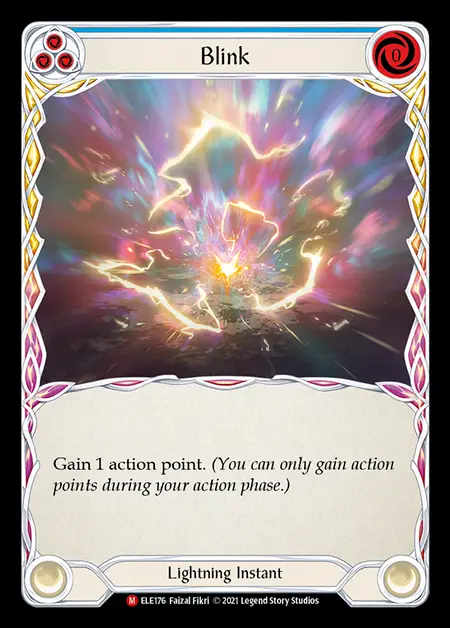 Blink
0
Gain 1 action point. (You can only gain action
points during your action phase.)
Lightning Instant
M ELE176 Faizal Fikri © 2021 Legend Story Studios